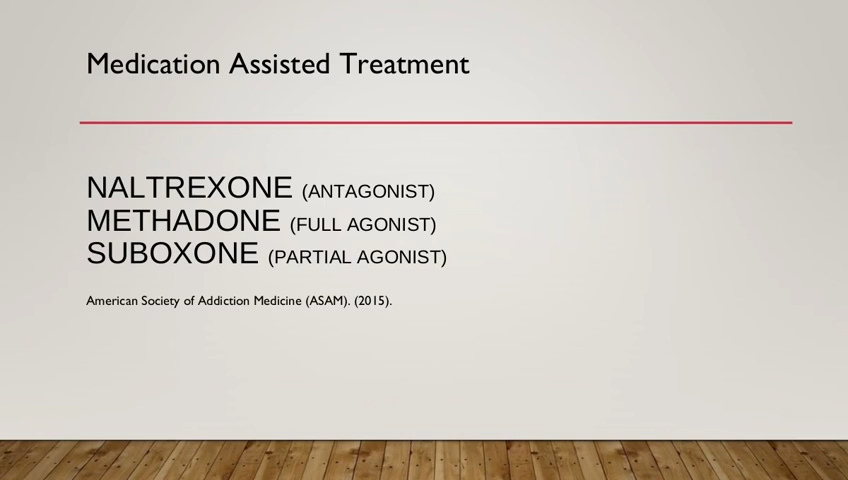 Medication Assisted Treatment
NALTREXONE (ANTAGONIST)
METHADONE (FULL AGONIST)
SUBOXONE (PARTIAL AGONIST)
American Society of Addiction Medicine (ASAM). (2015).